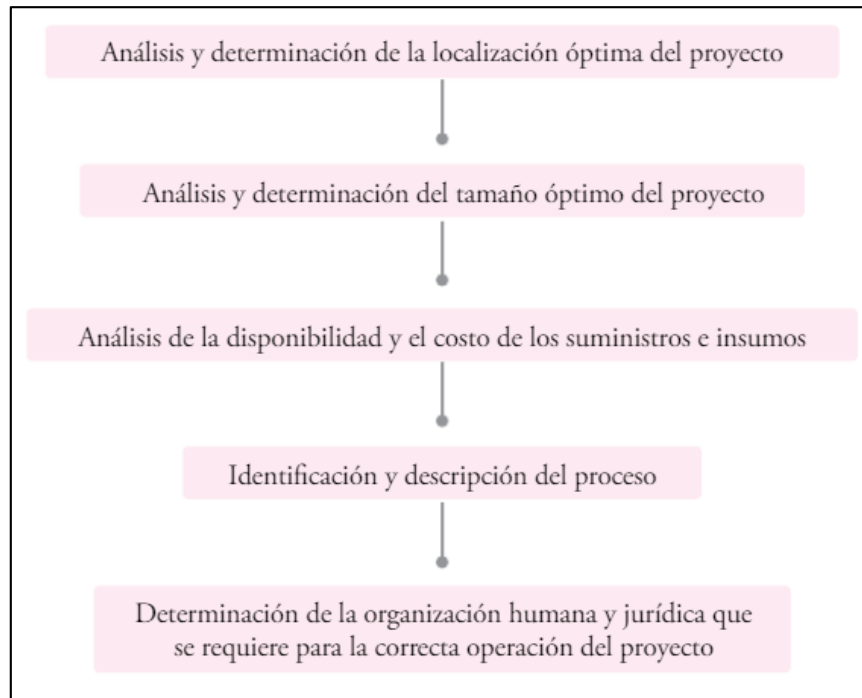 Análisis y determinación de la localización óptima del proyecto
Análisis y determinación del tamaño óptimo del proyecto
Análisis de la disponibilidad y el costo de los suministros e insumos
Identificación y descripción del proceso
Determinación de la organización humana y jurídica que
se requiere para la correcta operación del proyecto